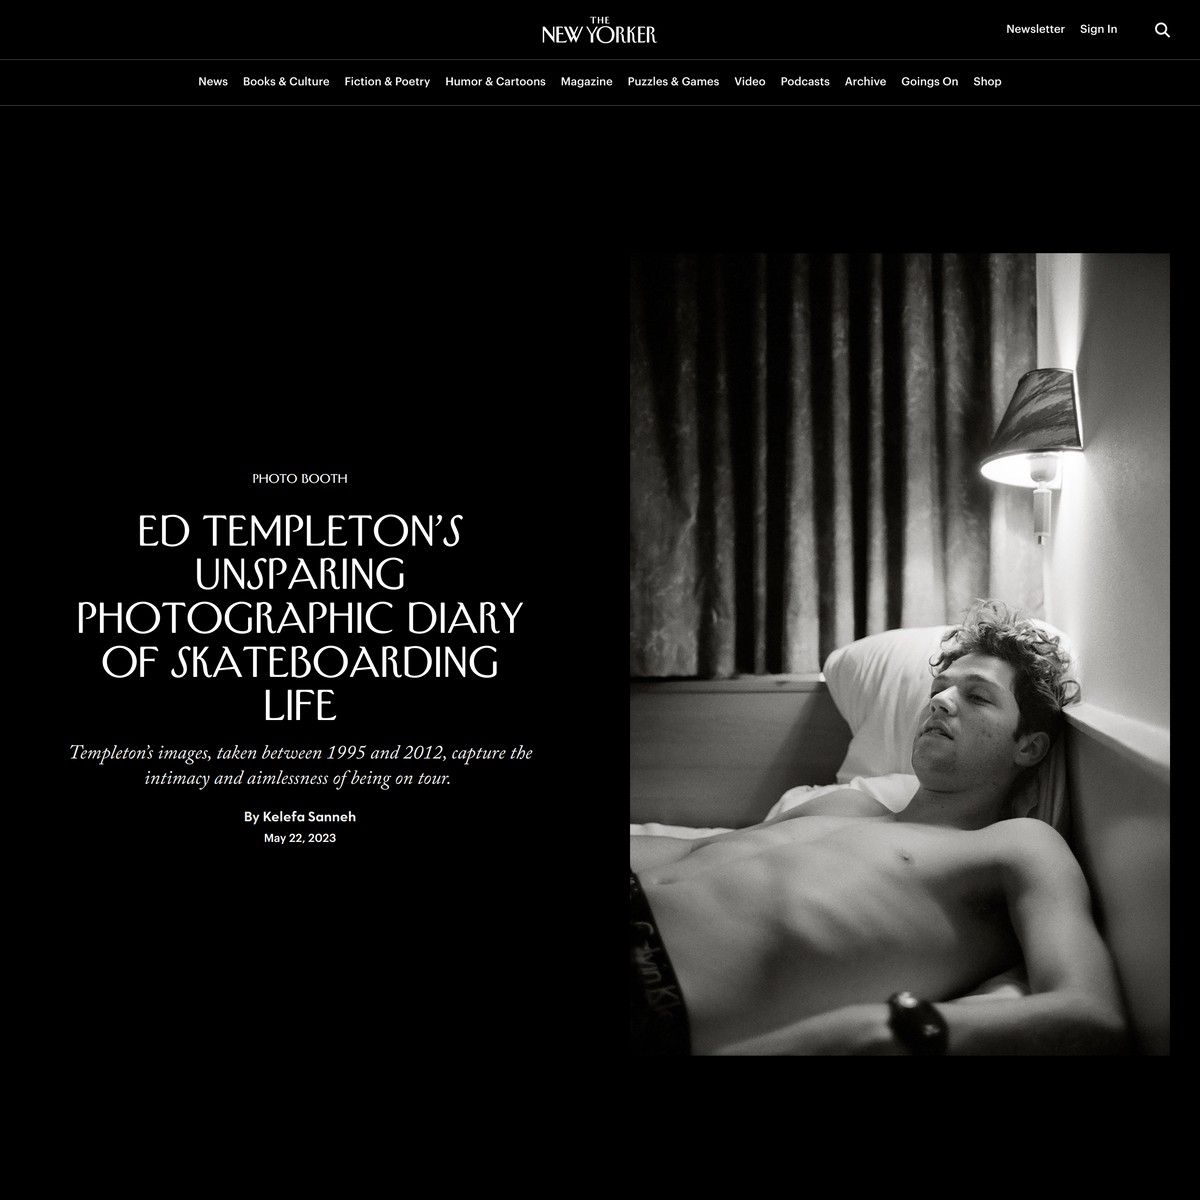 THE
NEW YORKER
Newsletter Sign In
News Books & Culture Fiction & Poetry Humor & Cartoons Magazine Puzzles & Games Video Podcasts Archive Goings On Shop
PHOTO BOOTH
ED TEMPLETON'S
UNSPARING
PHOTOGRAPHIC DIARY
OF SKATEBOARDING
LIFE
Templeton's images, taken between 1995 and 2012, capture the
intimacy and aimlessness of being on tour.
By Kelefa Sanneh
May 22, 2023
Calvin Kl